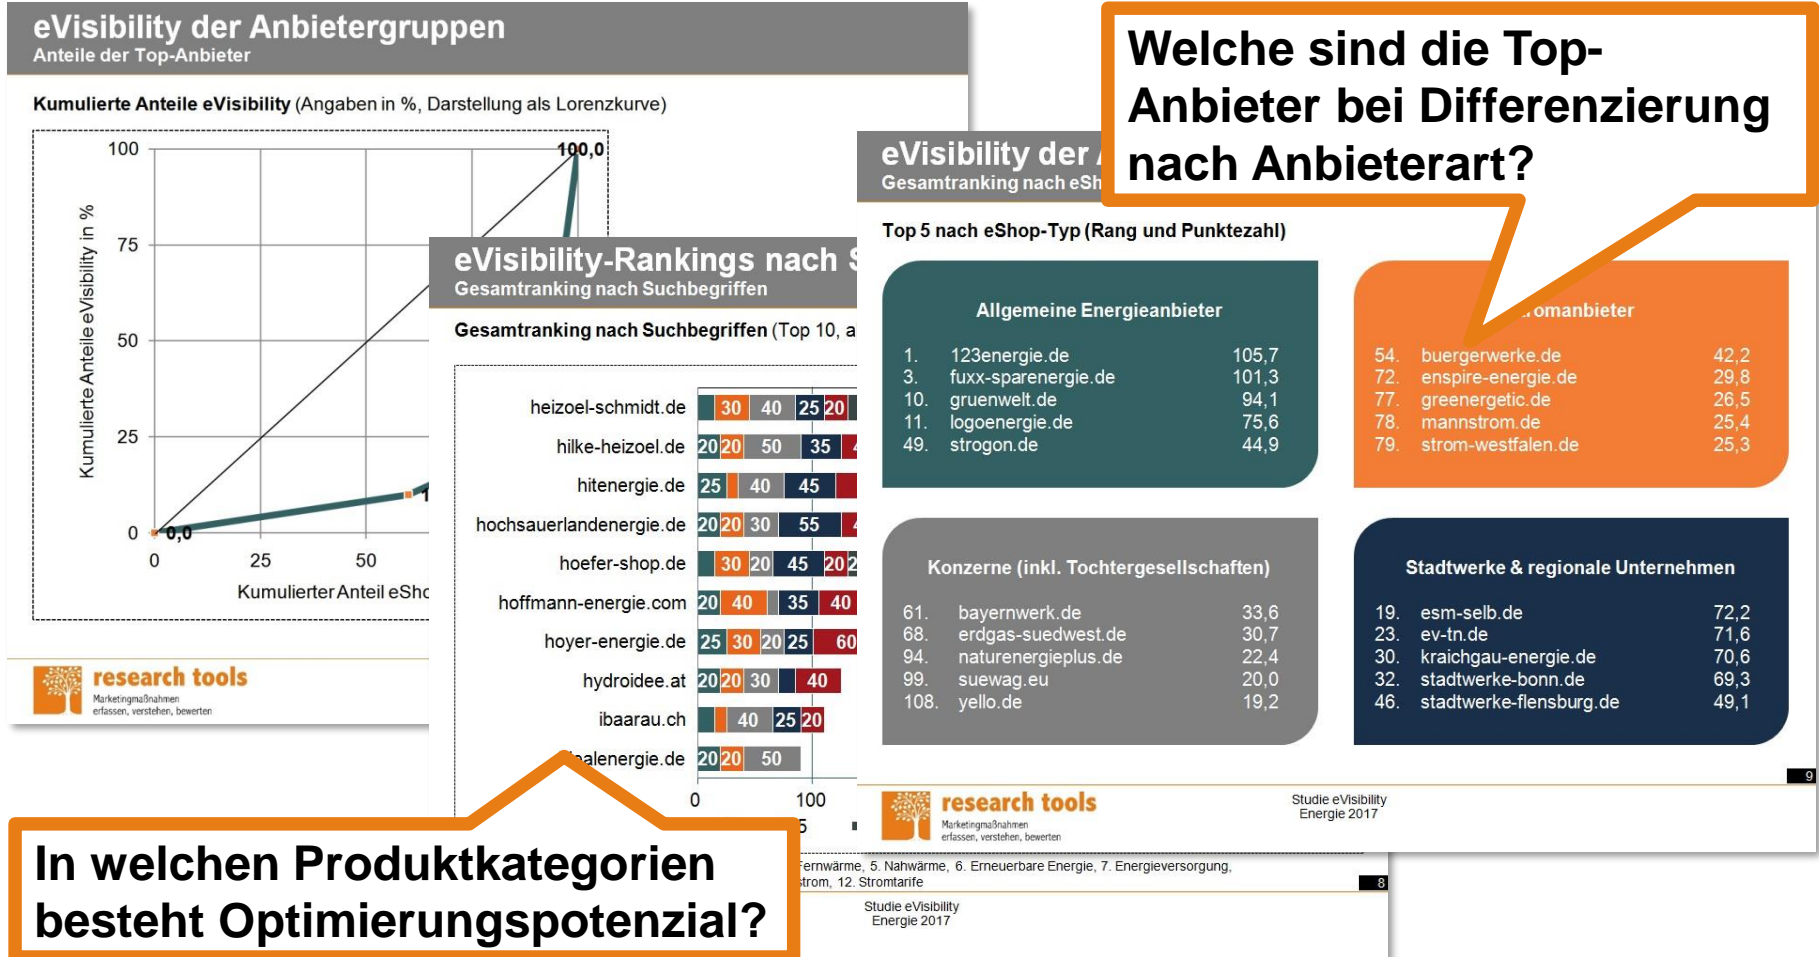 eVisibility der Anbietergruppen
Anteile der Top-Anbieter
Kumulierte Anteile eVisibility (Angaben in %, Darstellung als Lorenzkurve)
100
100,0
75
50
25
0
0,0
0
25
50
Kumulierte Anteile eVisibility in %
Kumulierter Anteil eSho
research tools
Marketingmaßnahmen
erfassen, verstehen, bewerten
eVisibility-Rankings nach S
Gesamtranking nach Suchbegriffen
Gesamtranking nach Suchbegriffen (Top 10, a
heizoel-schmidt.de 30 40 25 20
hilke-heizoel.de 20 20 50 35 4
hitenergie.de 25 40 45
hochsauerlandenergie.de 20 20 30 55 4
hoefer-shop.de 30 20 45 20 2
hoffmann-energie.com 20 40 35 40
hoyer-energie.de 25 30 20 25 60
hydroidee.at 20 20 30 40
ibaarau.ch 40 25 20
alenergie.de 20 20 50
0 100
5
Fernwärme, 5. Nahwärme, 6. Erneuerbare Energie, 7. Energieversorgung,
strom, 12. Stromtarife
8
Studie eVisibility
Energie 2017
eVisibility der
Gesamtranking nach eSh
Top 5 nach eShop-Typ (Rang und Punktezahl)
Allgemeine Energieanbieter
1. 123energie.de 105,7
3. fuxx-sparenergie.de 101,3
10. gruenwelt.de 94,1
11. logoenergie.de 75,6
49. strogon.de 44,9
romanbieter
54. buergerwerke.de 42,2
72. enspire-energie.de 29,8
77. greenergetic.de 26,5
78. mannstrom.de 25,4
79. strom-westfalen.de 25,3
Konzerne (inkl. Tochtergesellschaften)
61. bayernwerk.de 33,6
68. erdgas-suedwest.de 30,7
94. naturenergieplus.de 22,4
99. suewag.eu 20,0
108. yello.de 19,2
Stadtwerke & regionale Unternehmen
19. esm-selb.de 72,2
23. ev-tn.de 71,6
30. kraichgau-energie.de 70,6
32. stadtwerke-bonn.de 69,3
46. stadtwerke-flensburg.de 49,1
9
research tools
Marketingmaßnahmen
erfassen, verstehen, bewerten
Studie eVisibility
Energie 2017
Welche sind die Top-
Anbieter bei Differenzierung
nach Anbieterart?
In welchen Produktkategorien
besteht Optimierungspotenzial?